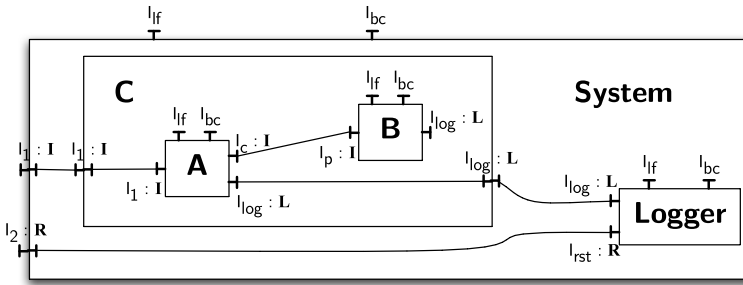 I_lf I_bc
C System
I_lf I_bc
B I_log : L
I_lf I_bc
I_1 : I I_1 : I I_c : I I_p : I I_log : L I_lf I_bc
A
I_1 : I I_log : L I_log : L
Logger
I_2 : R I_rst : R